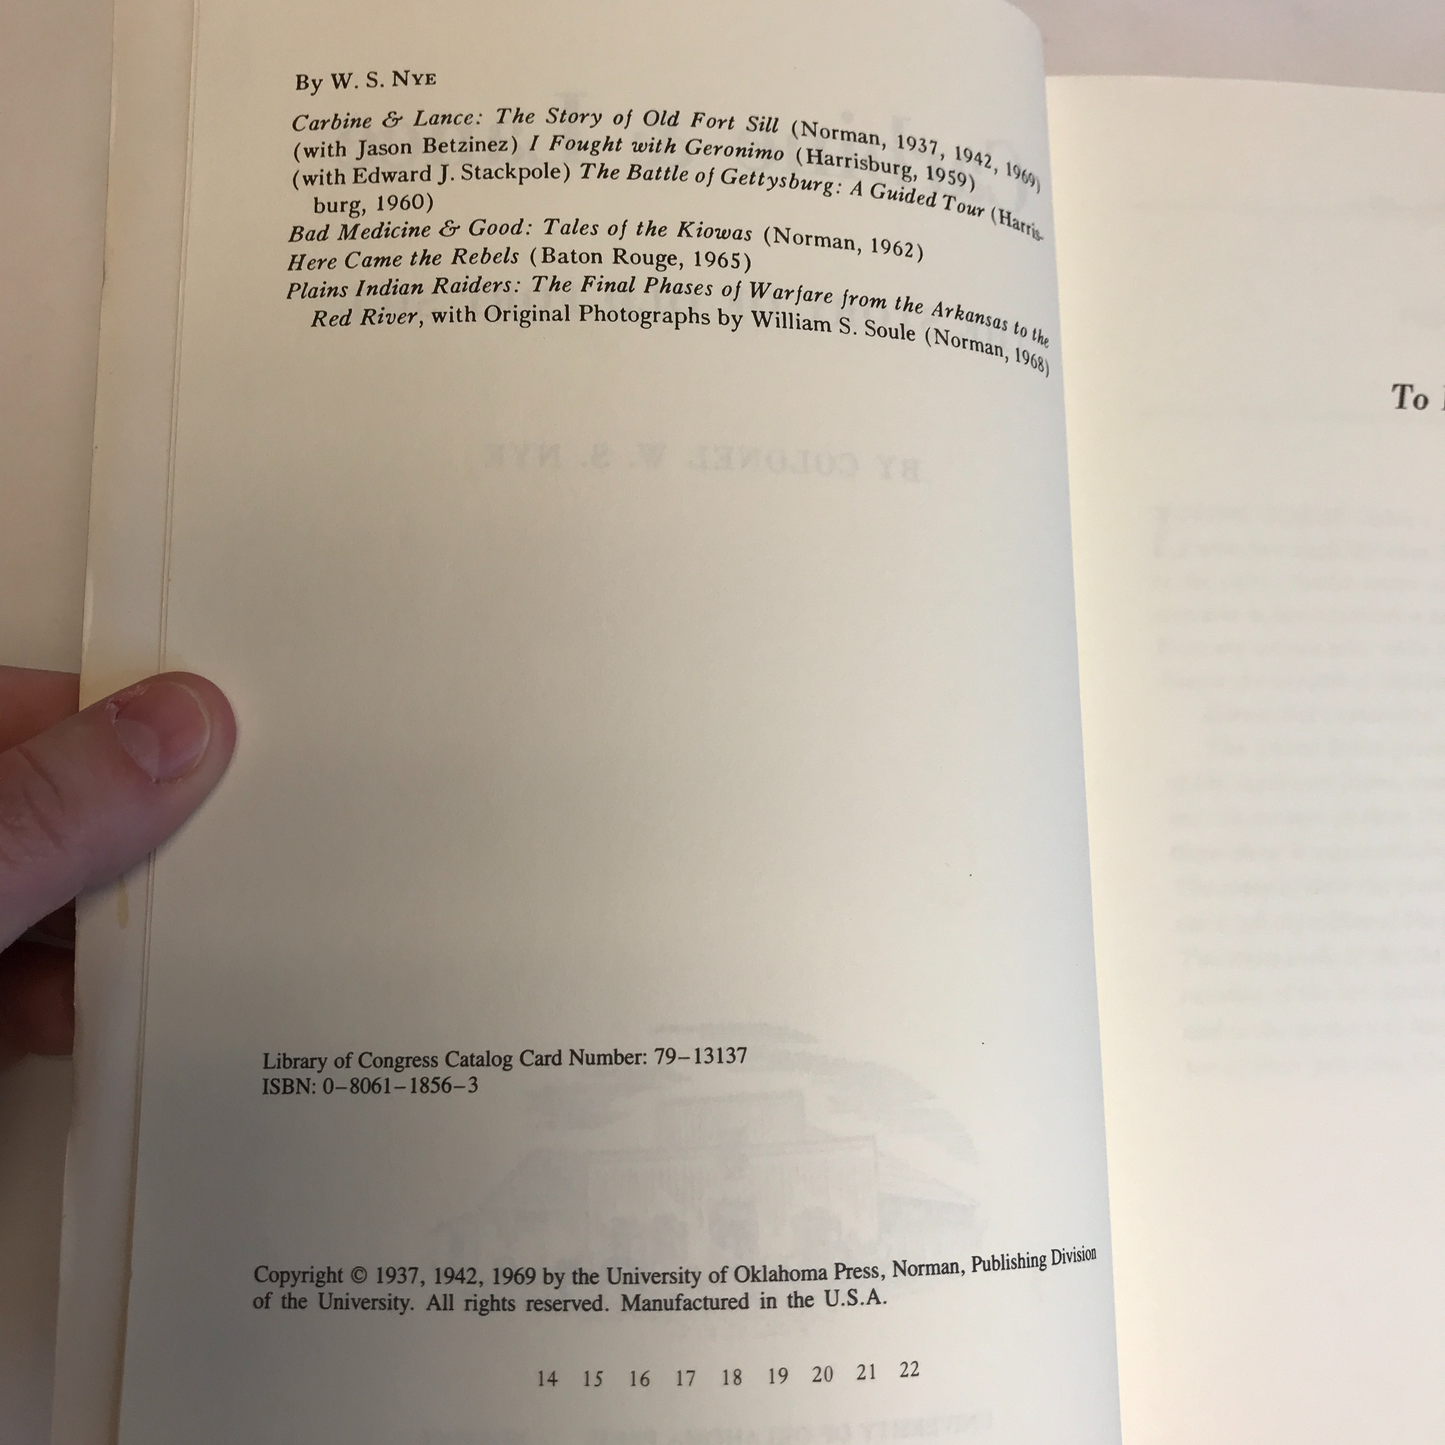 By W. S. NYE
Carbine & Lance: The Story of Old Fort Sill (Norman, 1937, 1942, 1969)
(with Jason Betzinez) I Fought with Geronimo (Harrisburg, 1959)
(with Edward J. Stackpole) The Battle of Gettysburg: A Guided Tour (Harris-
burg, 1960)
Bad Medicine & Good: Tales of the Kiowas (Norman, 1962)
Here Came the Rebels (Baton Rouge, 1965)
Plains Indian Raiders: The Final Phases of Warfare from the Arkansas to the
Red River, with Original Photographs by William S. Soule (Norman, 1968)
BY COLONEL W. S. NYE
To
Library of Congress Catalog Card Number: 79–13137
ISBN: 0–8061–1856–3
Copyright © 1937, 1942, 1969 by the University of Oklahoma Press, Norman, Publishing Division
of the University. All rights reserved. Manufactured in the U.S.A.
14 15 16 17 18 19 20 21 22